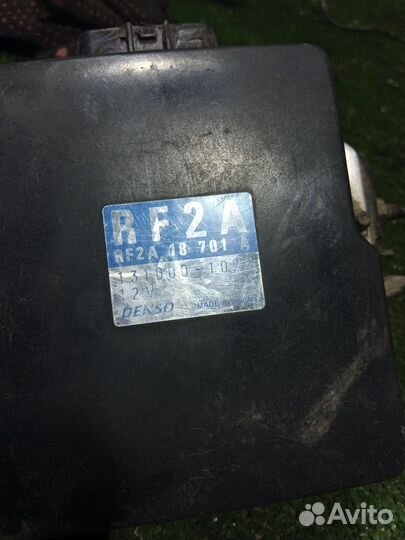 RF2A
RF2A 18 701 A
131000-102
12V
DENSO MADE IN JAPAN
Avito